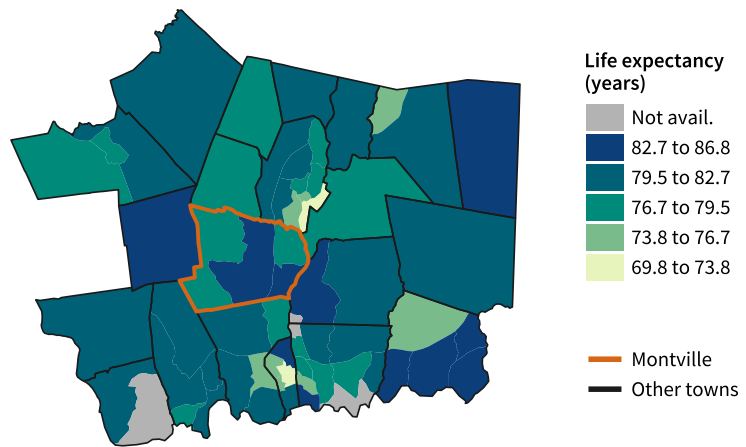 Life expectancy
(years)
Not avail.
82.7 to 86.8
79.5 to 82.7
76.7 to 79.5
73.8 to 76.7
69.8 to 73.8
Montville
Other towns